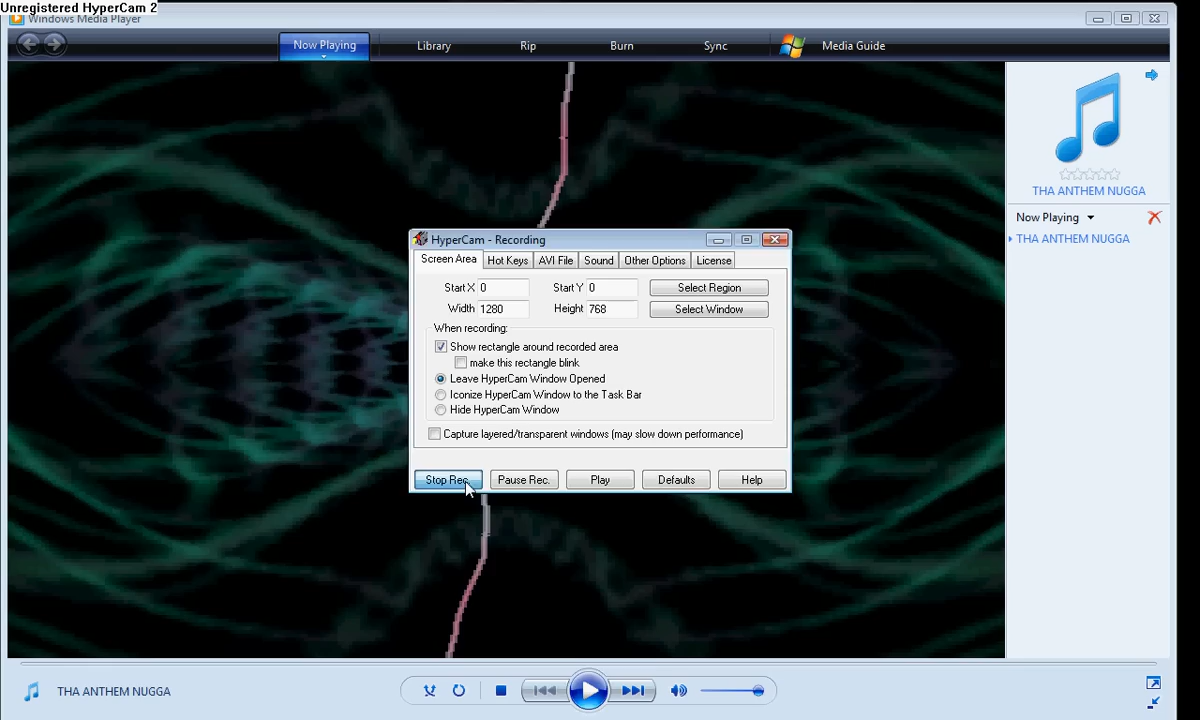 Unregistered HyperCam 2
Windows Media Player
Now Playing
Library
Rip
Burn
Sync
Media Guide
THA ANTHEM NUGGA
Now Playing
THA ANTHEM NUGGA
HyperCam - Recording
Screen Area
Hot Keys
AVI File
Sound
Other Options
License
Start X 0
Start Y 0
Select Region
Width 1280
Height 768
Select Window
When recording:
Show rectangle around recorded area
make this rectangle blink
Leave HyperCam Window Opened
Iconize HyperCam Window to the Task Bar
Hide HyperCam Window
Capture layered/transparent windows (may slow down performance)
Stop Rec.
Pause Rec.
Play
Defaults
Help
THA ANTHEM NUGGA